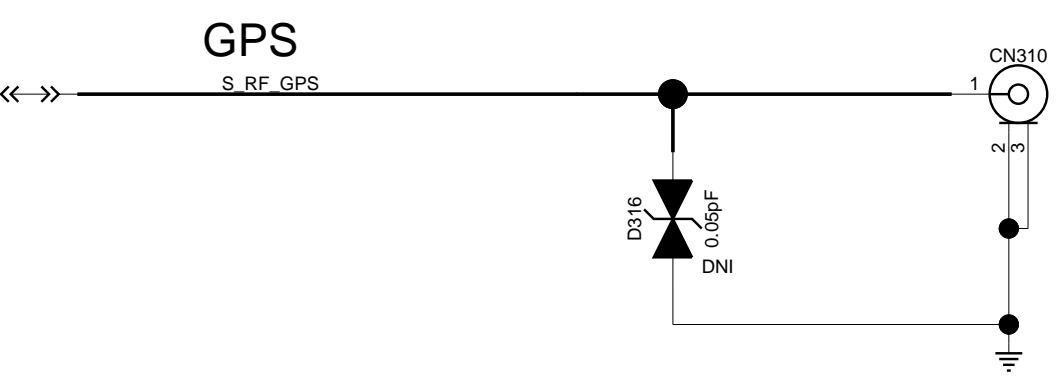 GPS
CN310
S_RF_GPS
1
2
3
D316
0.05pF
DNI